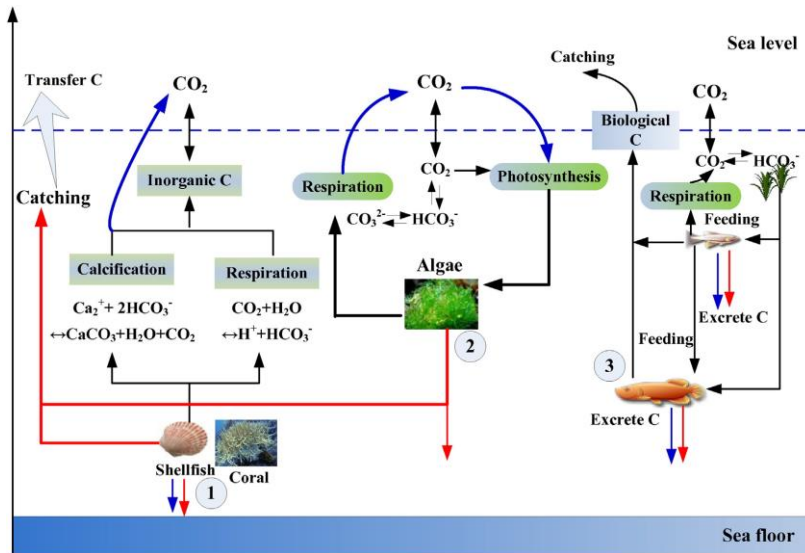 Sea level
Transfer C
CO₂
Catching
Inorganic C
Calcification
Respiration
Ca₂⁺+ 2HCO₃⁻
↔CaCO₃+H₂O+CO₂
CO₂+H₂O
↔H⁺+HCO₃⁻
Shellfish
Coral
1
CO₂
CO₂
Respiration
Photosynthesis
CO₃²⁻
HCO₃⁻
Algae
2
Catching
Biological
C
CO₂
CO₂
HCO₃⁻
Respiration
Feeding
Excrete C
Feeding
3
Excrete C
Sea floor